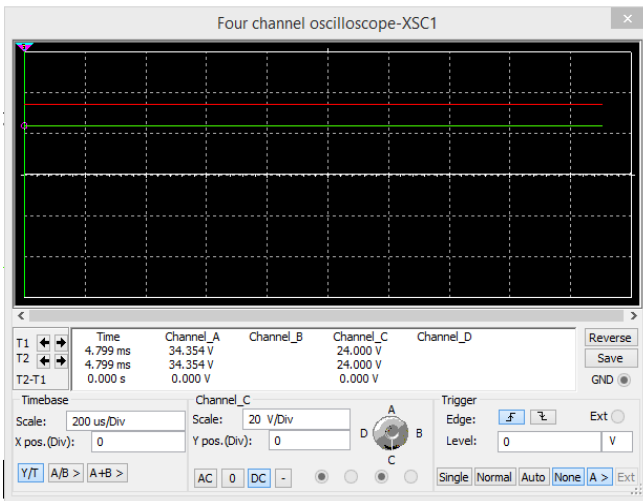 Four channel oscilloscope-XSC1
Time Channel_A Channel_B Channel_C Channel_D
T1 4.799 ms 34.354 V 24.000 V
T2 4.799 ms 34.354 V 24.000 V
T2-T1 0.000 s 0.000 V 0.000 V
Reverse
Save
GND
Timebase
Scale: 200 us/Div
X pos.(Div): 0
Y/T A/B > A+B >
Channel_C
Scale: 20 V/Div
Y pos.(Div): 0
A
D B
C
AC 0 DC -
Trigger
Edge: Ext
Level: 0 V
Single Normal Auto None A > Ext